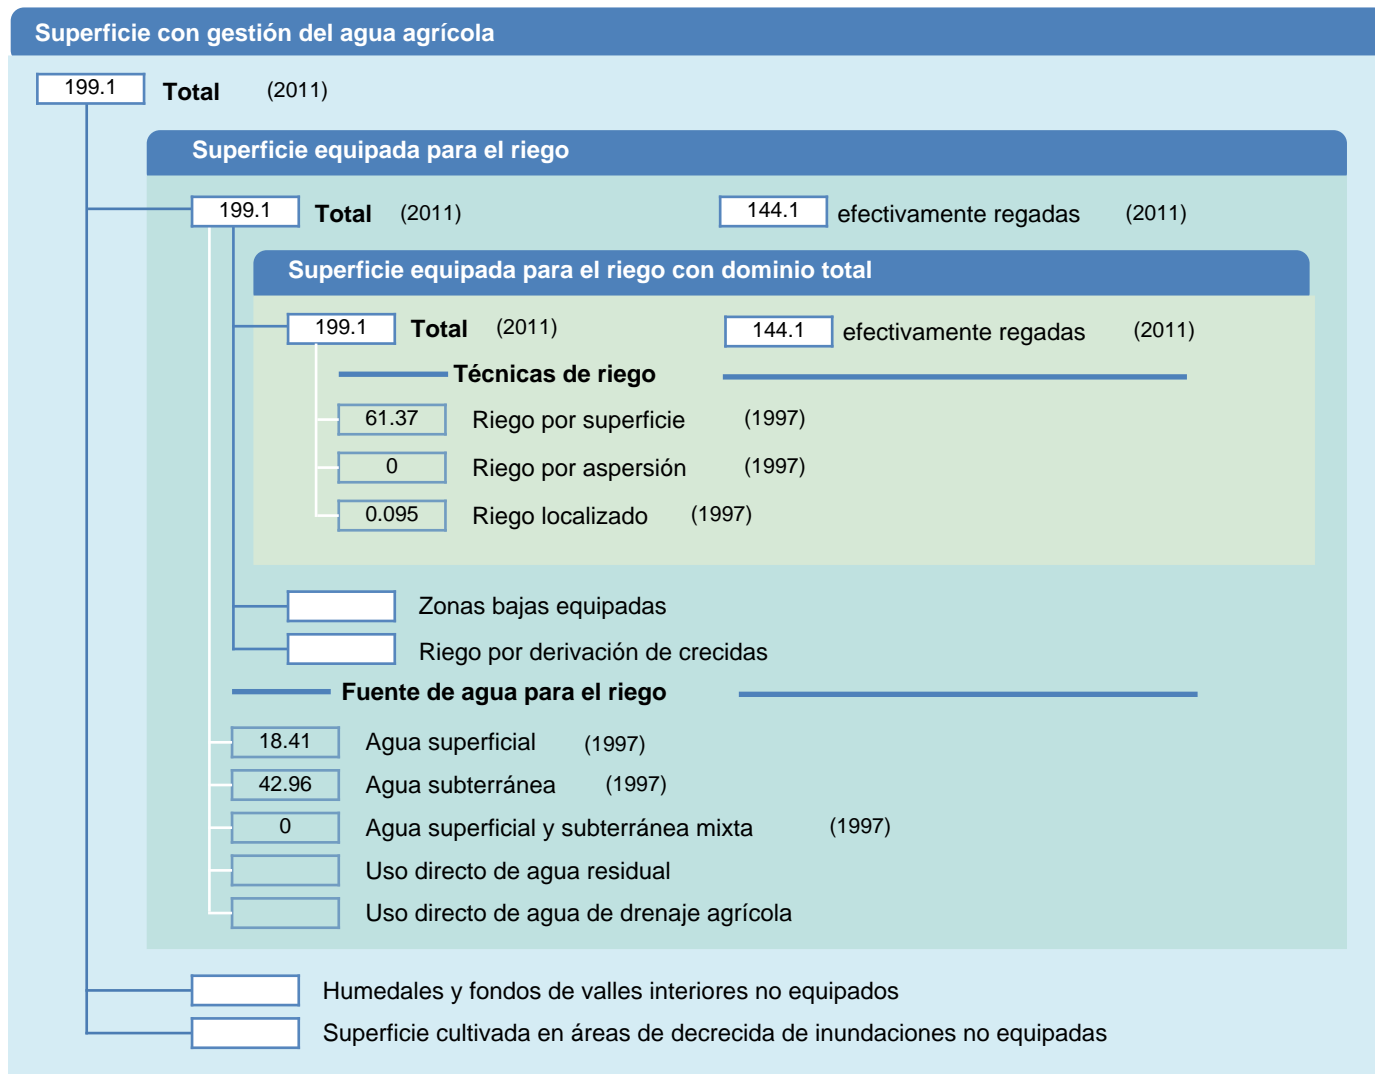 Superficie con gestión del agua agrícola
199.1 Total (2011)
Superficie equipada para el riego
199.1 Total (2011) 144.1 efectivamente regadas (2011)
Superficie equipada para el riego con dominio total
199.1 Total (2011) 144.1 efectivamente regadas (2011)
Técnicas de riego
61.37 Riego por superficie (1997)
0 Riego por aspersión (1997)
0.095 Riego localizado (1997)
Zonas bajas equipadas
Riego por derivación de crecidas
Fuente de agua para el riego
18.41 Agua superficial (1997)
42.96 Agua subterránea (1997)
0 Agua superficial y subterránea mixta (1997)
Uso directo de agua residual
Uso directo de agua de drenaje agrícola
Humedales y fondos de valles interiores no equipados
Superficie cultivada en áreas de decrecida de inundaciones no equipadas